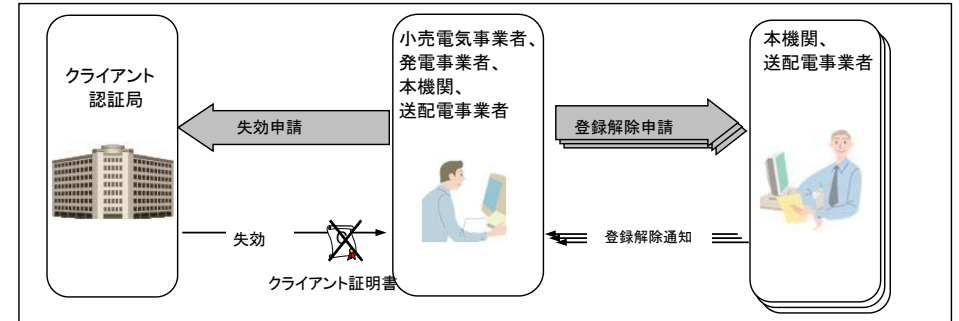 クライアント
認証局
失効申請
失効
クライアント証明書
小売電気事業者、
発電事業者、
本機関、
送配電事業者
登録解除申請
登録解除通知
本機関、
送配電事業者